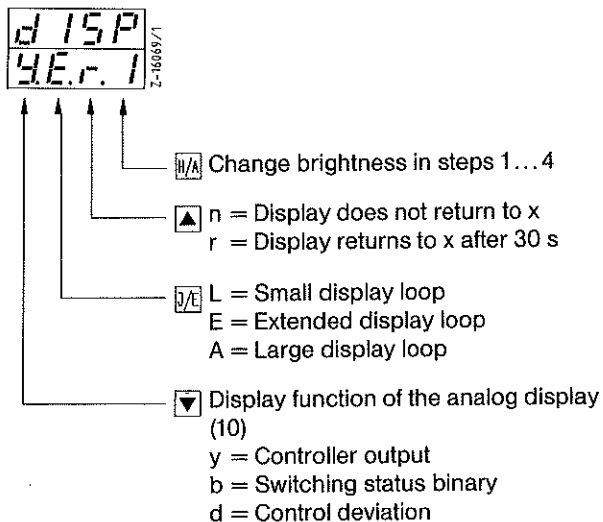 dISP
Y.E.r. 1
Z-16069/1
H/A Change brightness in steps 1...4
▲ n = Display does not return to x
r = Display returns to x after 30 s
J/E L = Small display loop
E = Extended display loop
A = Large display loop
▼ Display function of the analog display
(10)
y = Controller output
b = Switching status binary
d = Control deviation